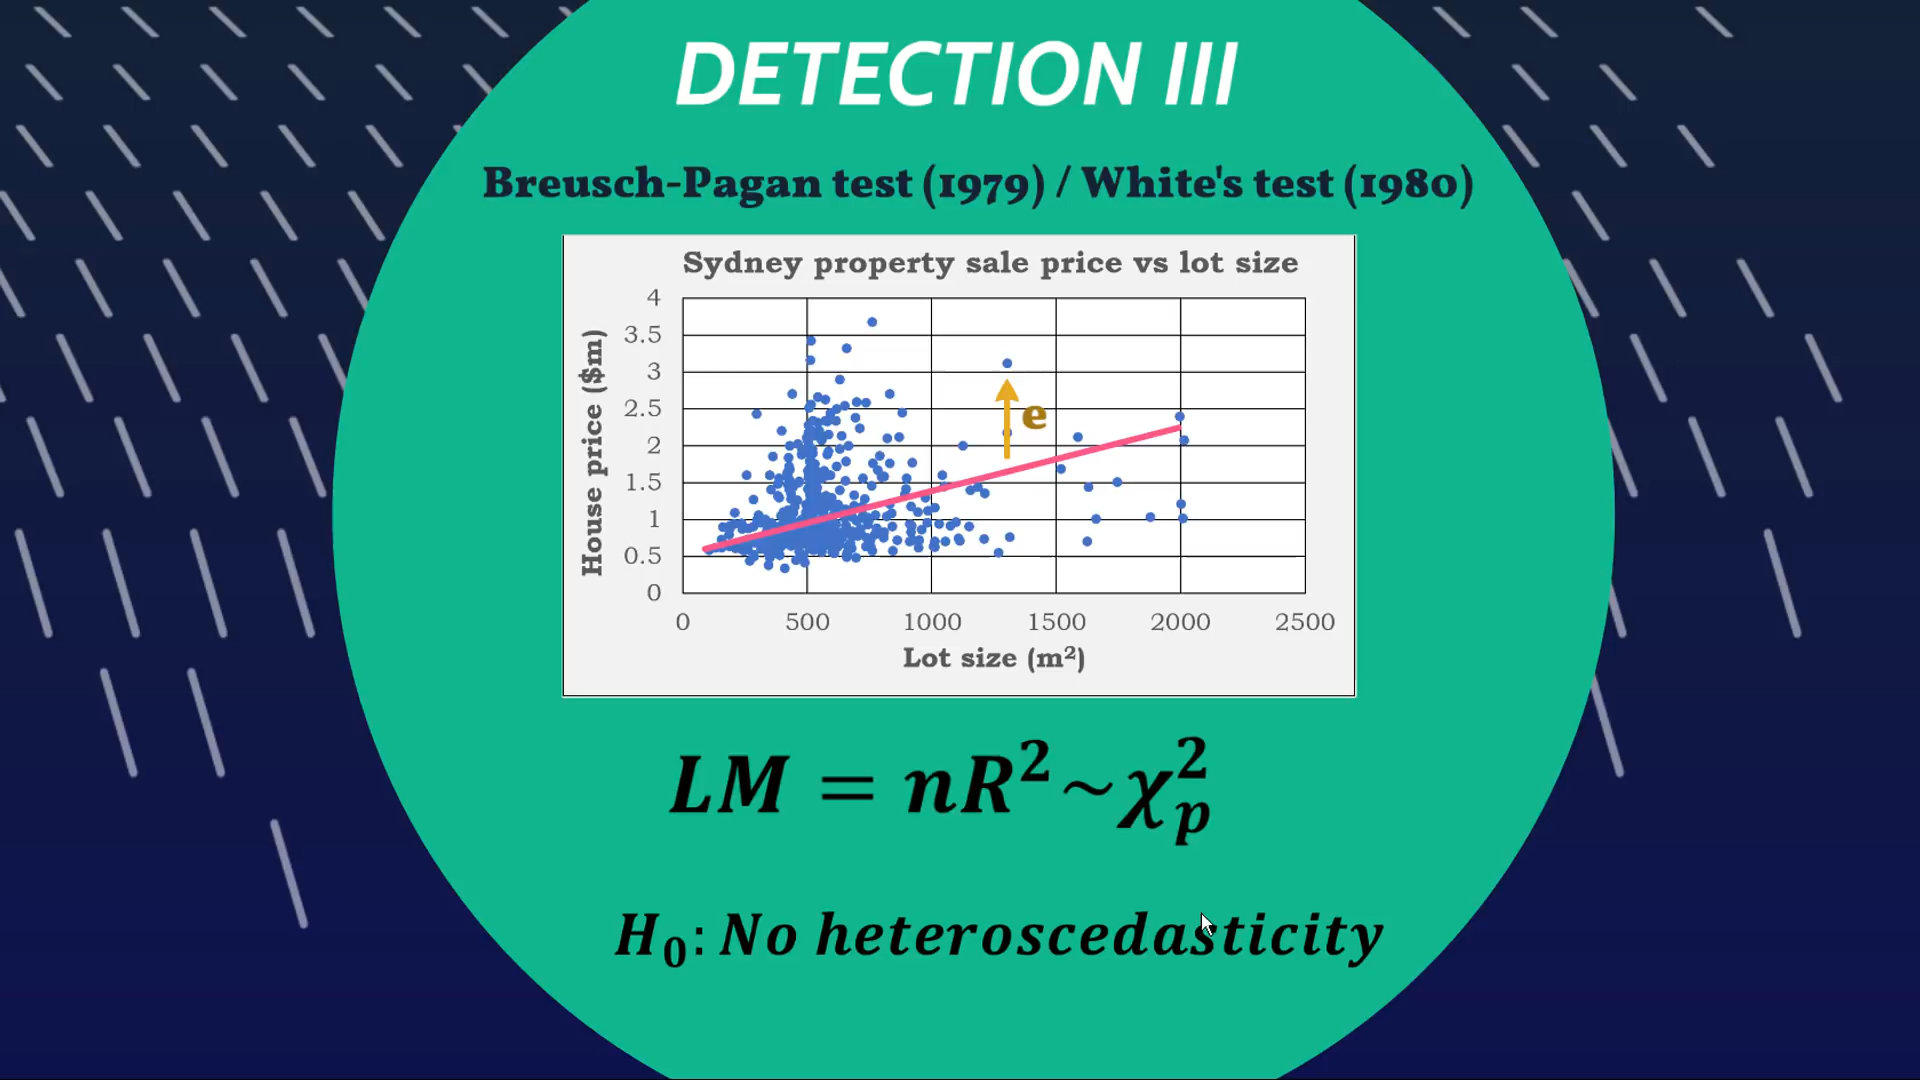 DETECTION III
Breusch-Pagan test (1979) / White's test (1980)
Sydney property sale price vs lot size
House price ($m)
4
3.5
3
2.5
2
1.5
1
0.5
0
e
0 500 1000 1500 2000 2500
Lot size (m²)
LM = nR² ~ χ²ₚ
H₀: No heteroscedasticity